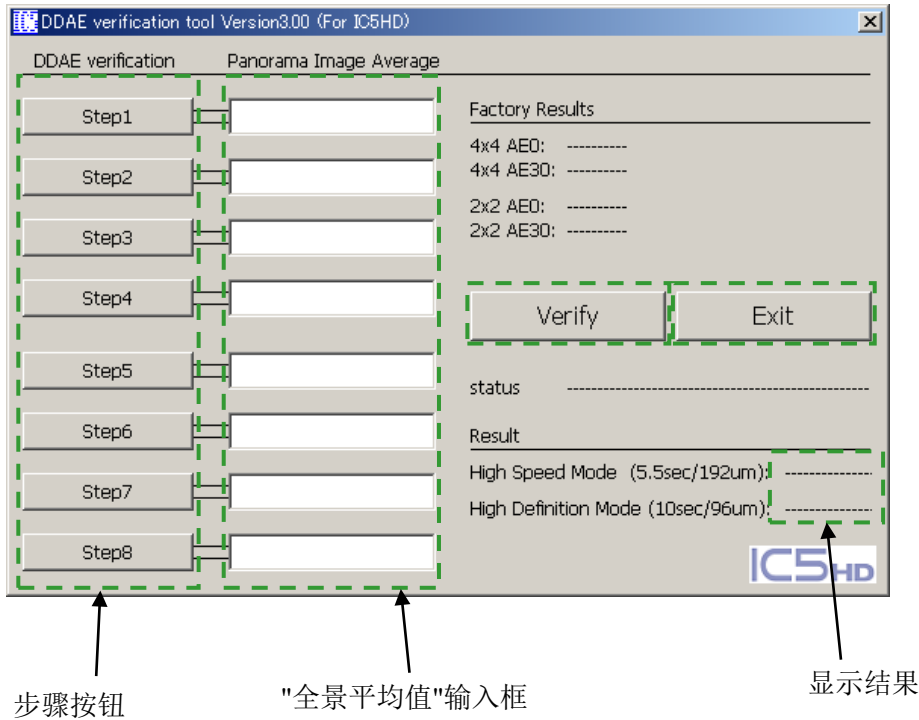 DDAE verification tool Version3.00 (For IC5HD)
DDAE verification
Panorama Image Average
Step1
Step2
Step3
Step4
Step5
Step6
Step7
Step8
Factory Results
4x4 AE0: ----------
4x4 AE30: ----------
2x2 AE0: ----------
2x2 AE30: ----------
Verify
Exit
status --------------------------------------------------
Result
High Speed Mode (5.5sec/192um): ---------------
High Definition Mode (10sec/96um): ---------------
IC5HD
步骤按钮
"全景平均值"输入框
显示结果